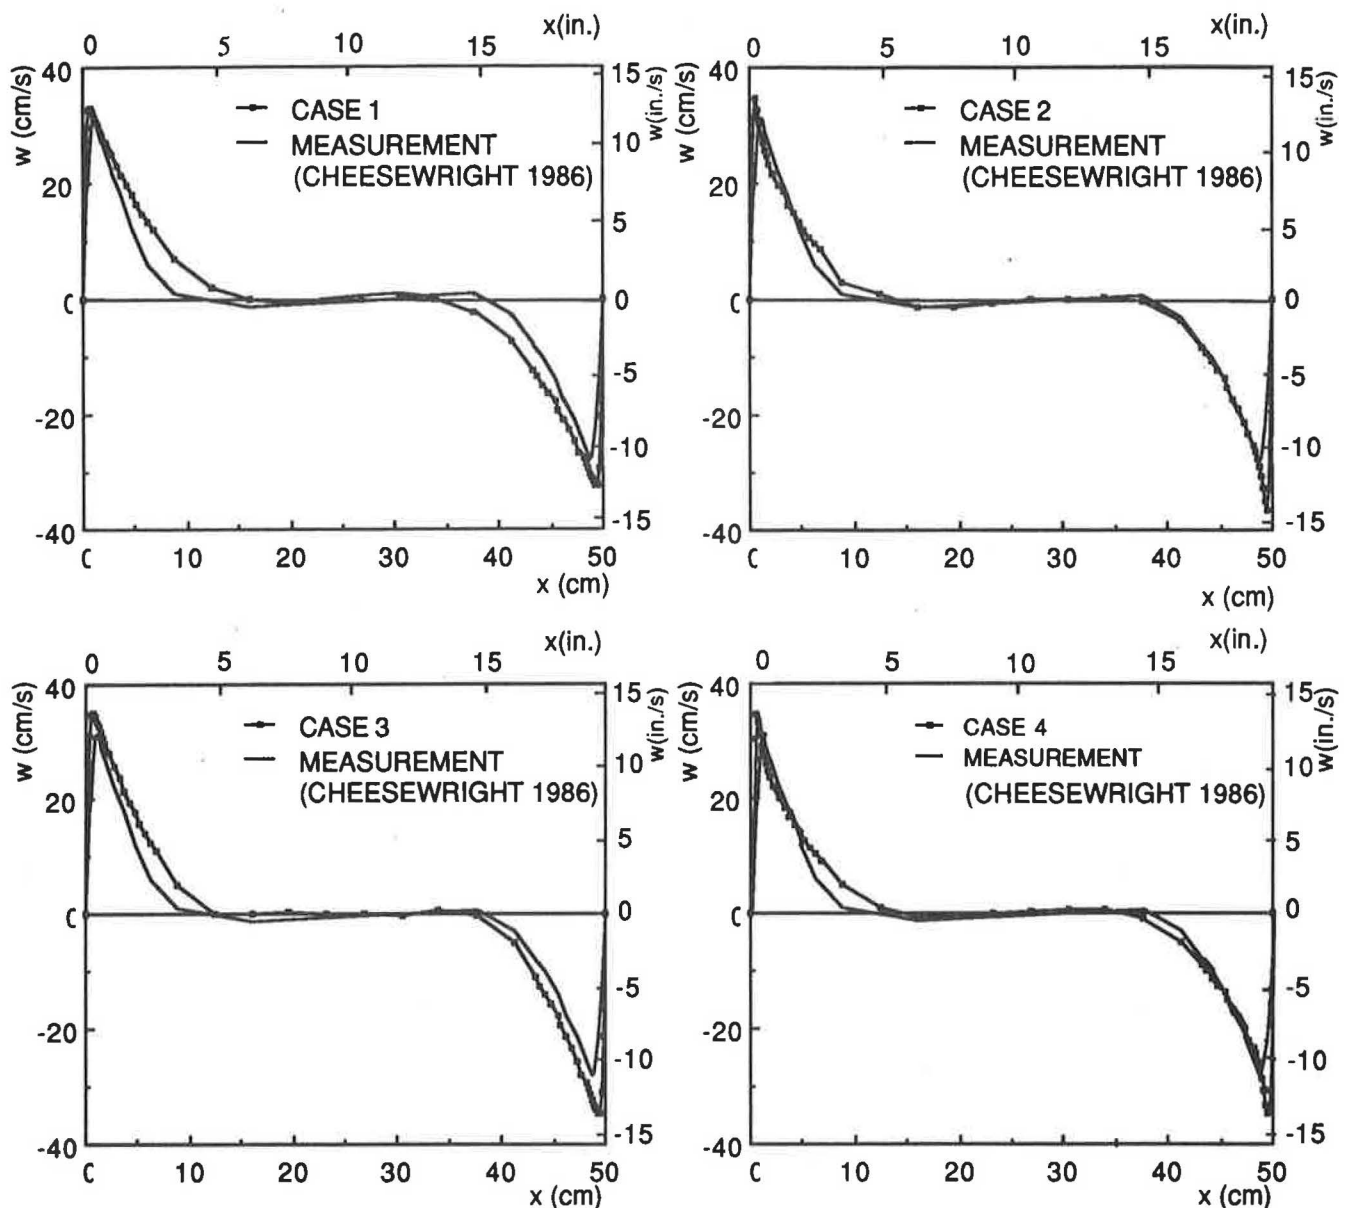 x(in.)
0 5 10 15
w (cm/s)
40
20
C
-20
-40
CASE 1
MEASUREMENT
(CHEESEWRIGHT 1986)
w(in./s)
15
10
5
0
-5
-10
-15
C 10 20 30 40 50
x (cm)
x(in.)
0 5 10 15
w (cm/s)
40
20
C
-20
-40
CASE 2
MEASUREMENT
(CHEESEWRIGHT 1986)
w(in./s)
15
10
5
0
-5
-10
-15
C 10 20 30 40 50
x (cm)
x(in.)
0 5 10 15
w (cm/s)
40
20
C
-20
-40
CASE 3
MEASUREMENT
(CHEESEWRIGHT 1986)
w(in./s)
15
10
5
0
-5
-10
-15
C 10 20 30 40 50
x (cm)
x(in.)
0 5 10 15
w (cm/s)
40
20
C
-20
-40
CASE 4
MEASUREMENT
(CHEESEWRIGHT 1986)
w(in./s)
15
10
5
0
-5
-10
-15
C 10 20 30 40 50
x (cm)